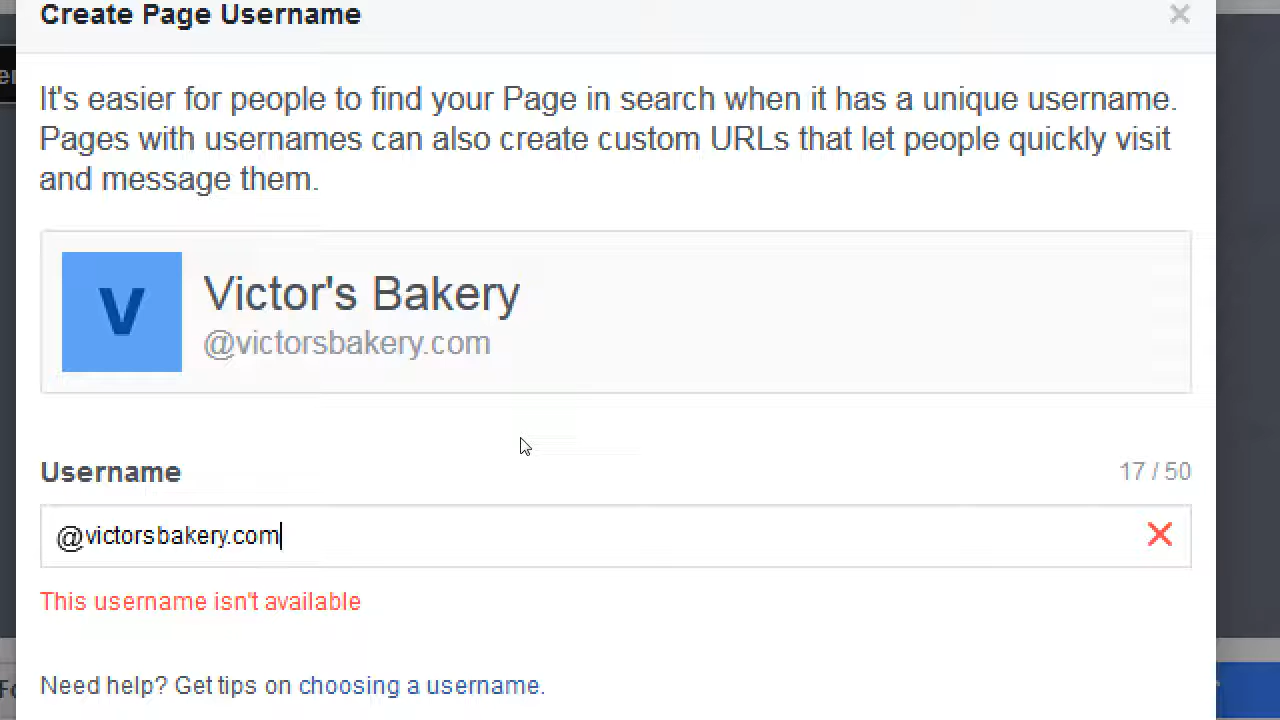 Create Page Username
It's easier for people to find your Page in search when it has a unique username.
Pages with usernames can also create custom URLs that let people quickly visit
and message them.
V
Victor's Bakery
@victorsbakery.com
Username
17 / 50
@victorsbakery.com
This username isn't available
Need help? Get tips on choosing a username.